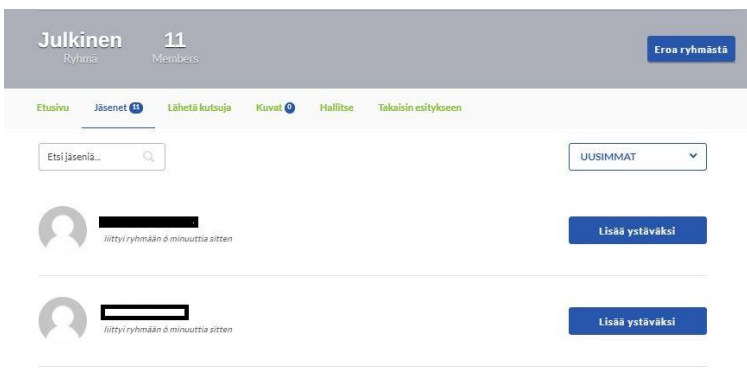 Julkinen 11
Ryhmä Members
Eroa ryhmästä
Etusivu Jäsenet 11 Lähetä kutsuja Kuvat 0 Hallitse Takaisin esitykseen
Etsi jäseniä... UUSIMMAT
liittyi ryhmään 6 minuuttia sitten
Lisää ystäväksi
liittyi ryhmään 6 minuuttia sitten
Lisää ystäväksi